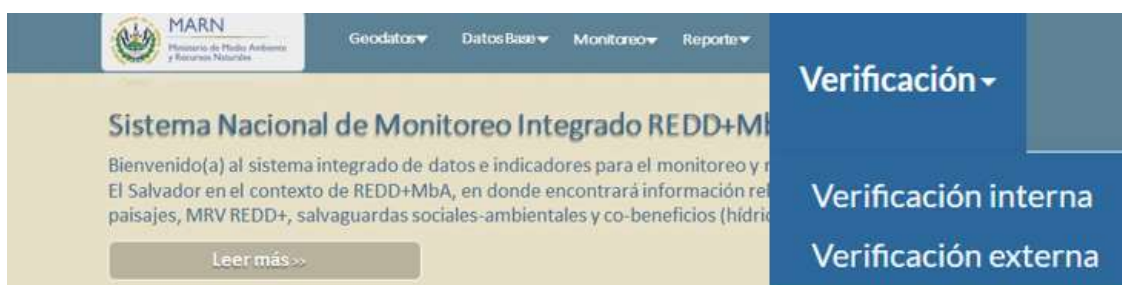 MARN
Ministerio de Medio Ambiente
y Recursos Naturales
Geodatos Datos Base Monitoreo Reporte
Verificación
Sistema Nacional de Monitoreo Integrado REDD+Mb
Bienvenido(a) al sistema integrado de datos e indicadores para el monitoreo y
El Salvador en el contexto de REDD+MbA, en donde encontrará información rel
paisajes, MRV REDD+, salvaguardas sociales-ambientales y co-beneficios (hídric
Leer más >>
Verificación interna
Verificación externa